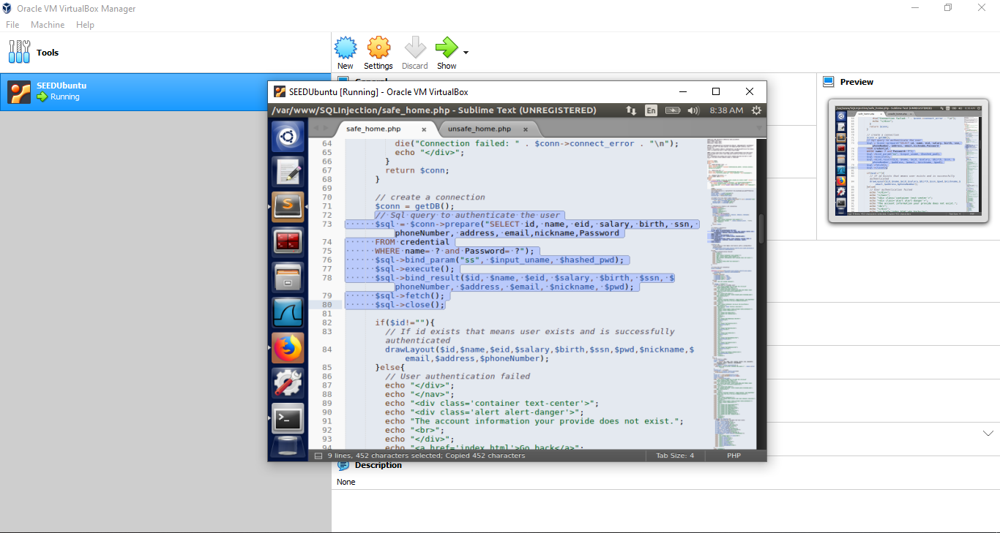 Oracle VM VirtualBox Manager
File Machine Help
Tools
New Settings Discard Show
SEEDUbuntu
Running
General
Preview
SEEDUbuntu [Running] - Oracle VM VirtualBox
/var/www/SQLInjection/safe_home.php - Sublime Text (UNREGISTERED) En 8:38 AM
safe_home.php × unsafe_home.php ×
64 die("Connection failed: " . $conn->connect_error . "\n");
65 echo "</div>";
66 }
67 return $conn;
68 }
69
70 // create a connection
71 $conn = getDB();
72 // Sql query to authenticate the user
73 $sql = $conn->prepare("SELECT id, name, eid, salary, birth, ssn,
phoneNumber, address, email,nickname,Password
74 FROM credential
75 WHERE name= ? and Password= ?");
76 $sql->bind_param("ss", $input_uname, $hashed_pwd);
77 $sql->execute();
78 $sql->bind_result($id, $name, $eid, $salary, $birth, $ssn, $
phoneNumber, $address, $email, $nickname, $pwd);
79 $sql->fetch();
80 $sql->close();
81
82 if($id!=""){
83 // If id exists that means user exists and is successfully
authenticated
84 drawLayout($id,$name,$eid,$salary,$birth,$ssn,$pwd,$nickname,$
email,$address,$phoneNumber);
85 }else{
86 // User authentication failed
87 echo "</div>";
88 echo "</nav>";
89 echo "<div class='container text-center'>";
90 echo "<div class='alert alert-danger'>";
91 echo "The account information your provide does not exist.";
92 echo "<br>";
93 echo "</div>";
94 echo "<a href='index.html'>Go back</a>";
9 lines, 452 characters selected; Copied 452 characters Tab Size: 4 PHP
Description
None